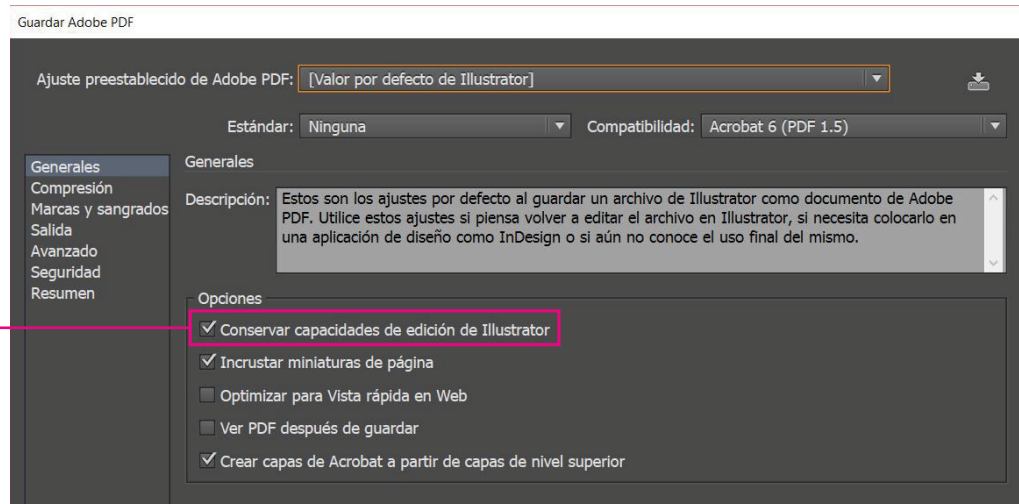 Guardar Adobe PDF
Ajuste preestablecido de Adobe PDF: [Valor por defecto de Illustrator]
Estándar: Ninguna Compatibilidad: Acrobat 6 (PDF 1.5)
Generales
Compresión
Marcas y sangrados
Salida
Avanzado
Seguridad
Resumen
Generales
Descripción: Estos son los ajustes por defecto al guardar un archivo de Illustrator como documento de Adobe
PDF. Utilice estos ajustes si piensa volver a editar el archivo en Illustrator, si necesita colocarlo en
una aplicación de diseño como InDesign o si aún no conoce el uso final del mismo.
Opciones
Conservar capacidades de edición de Illustrator
Incrustar miniaturas de página
Optimizar para Vista rápida en Web
Ver PDF después de guardar
Crear capas de Acrobat a partir de capas de nivel superior